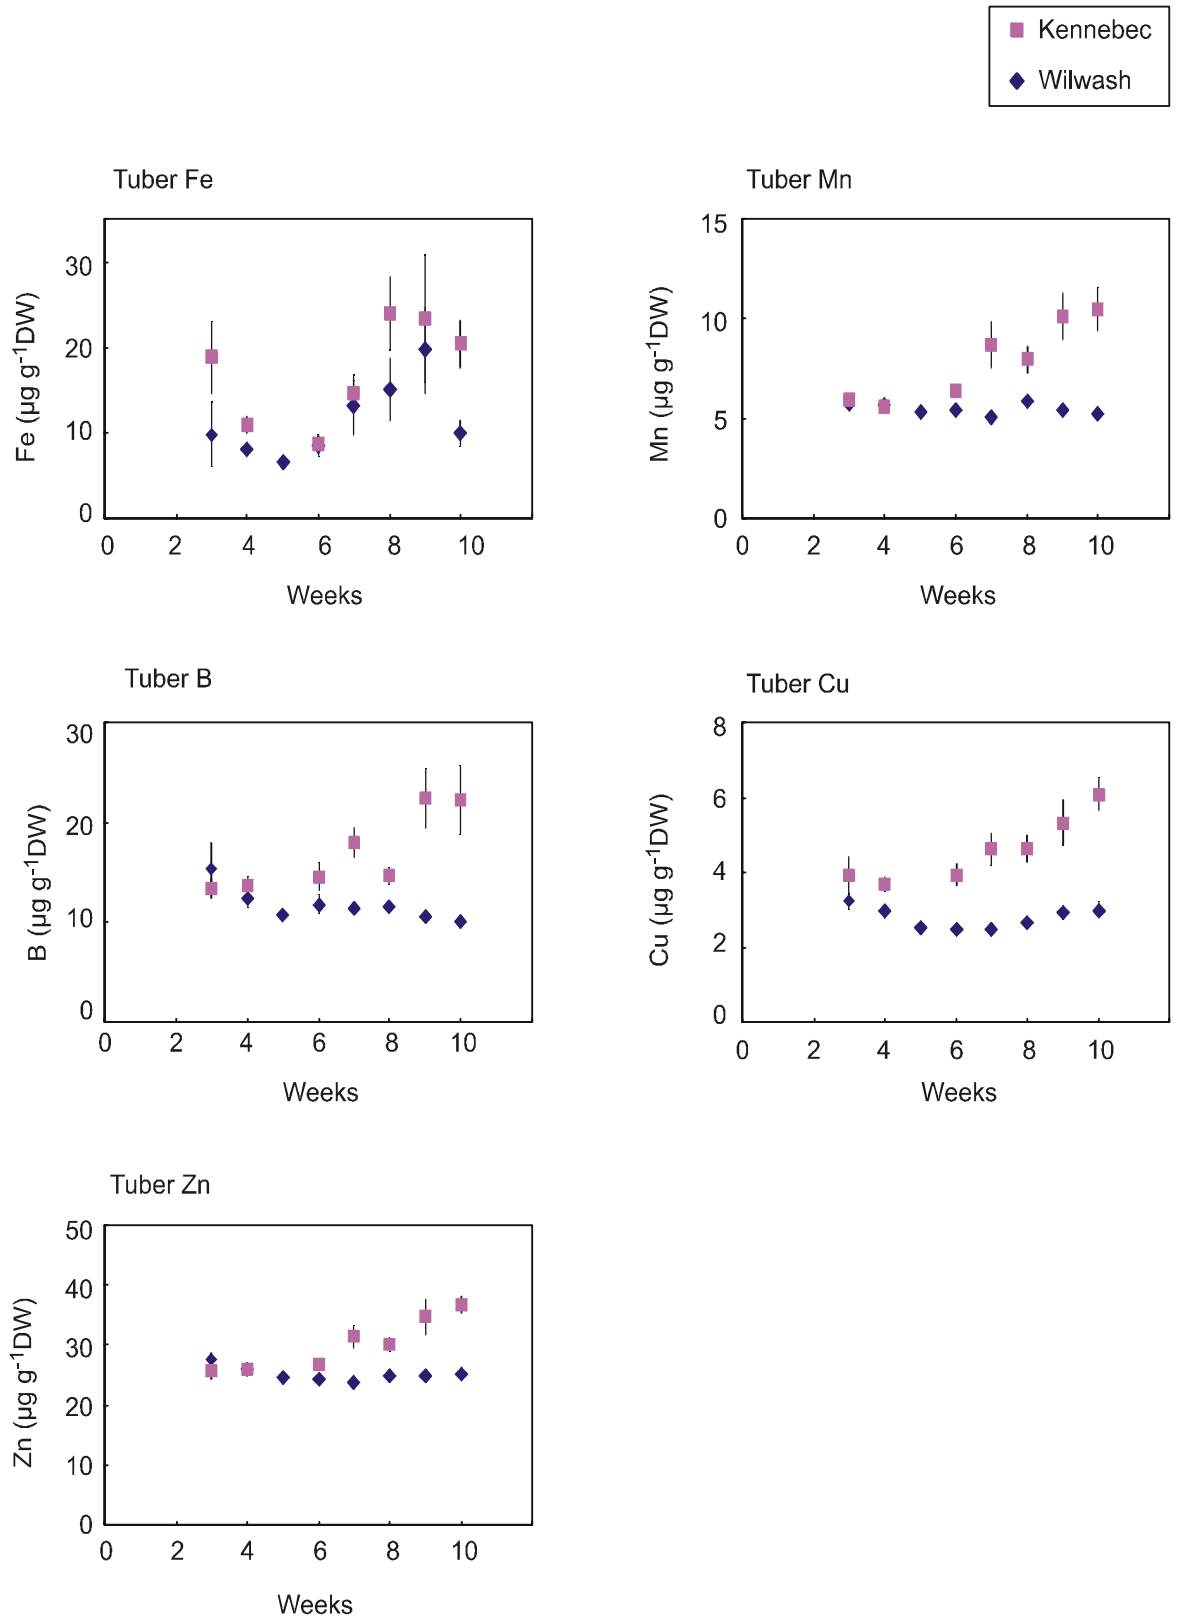 Kennebec
Wilwash
Tuber Fe
30
20
10
0
Fe (µg g⁻¹DW)
0 2 4 6 8 10
Weeks
Tuber Mn
15
10
5
0
Mn (µg g⁻¹DW)
0 2 4 6 8 10
Weeks
Tuber B
30
20
10
0
B (µg g⁻¹DW)
0 2 4 6 8 10
Weeks
Tuber Cu
8
6
4
2
0
Cu (µg g⁻¹DW)
0 2 4 6 8 10
Weeks
Tuber Zn
50
40
30
20
10
0
Zn (µg g⁻¹DW)
0 2 4 6 8 10
Weeks